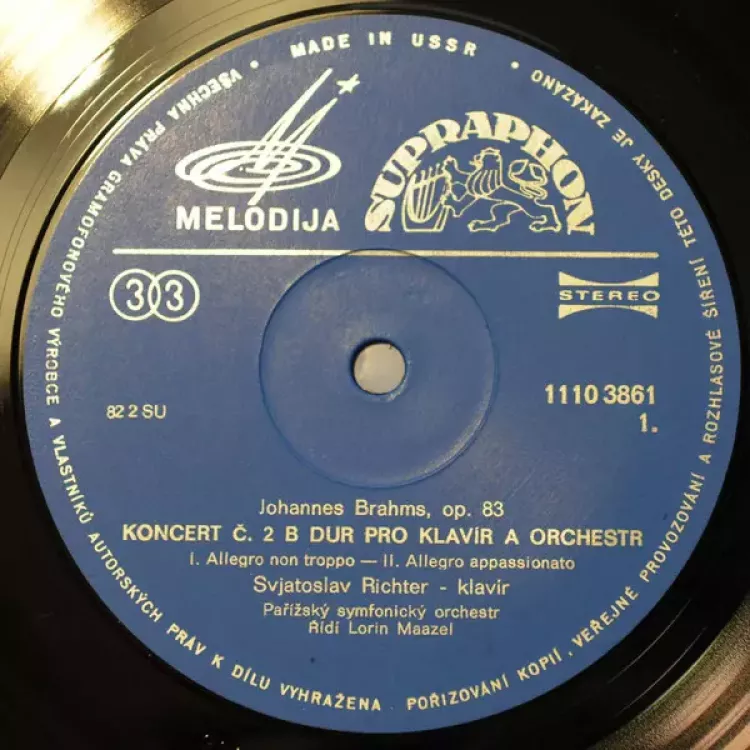 MADE IN USSR
MELODIJA
SUPRAPHON
33
STEREO
82 2 SU
1110 3861
1.
Johannes Brahms, op. 83
KONCERT Č. 2 B DUR PRO KLAVÍR A ORCHESTR
I. Allegro non troppo — II. Allegro appassionato
Svjatoslav Richter - klavír
Pařížský symfonický orchestr
Řídí Lorin Maazel
VŠECHNA PRÁVA GRAMOFONOVÉHO VÝROBCE A VLASTNÍKŮ AUTORSKÝCH PRÁV K DÍLU VYHRAŽENA . POŘIZOVÁNÍ KOPIÍ , VEŘEJNÉ PROVOZOVÁNÍ A ROZHLASOVÉ ŠÍŘENÍ TÉTO DESKY JE ZAKÁZÁNO